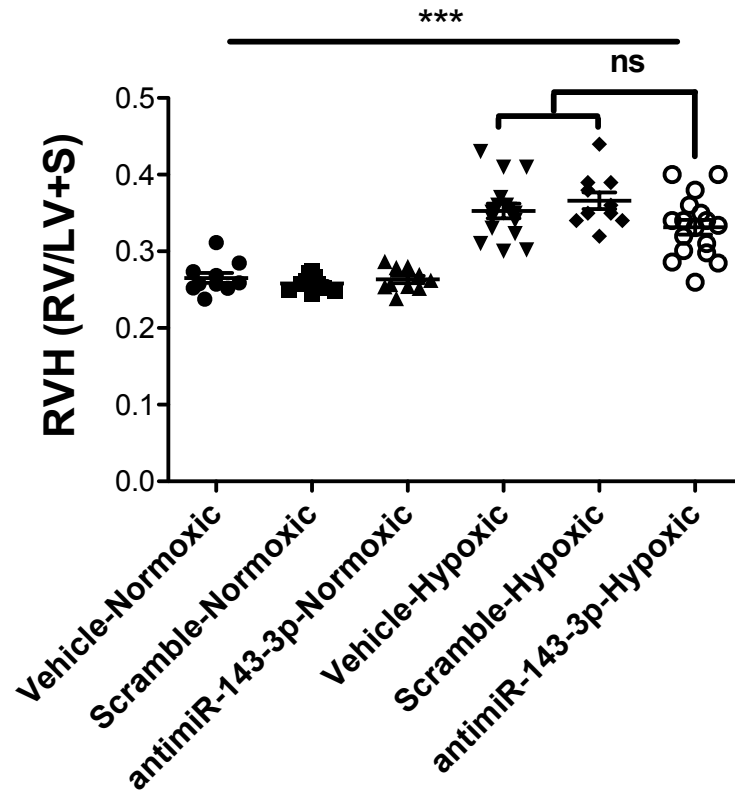 ***
ns
RVH (RV/LV+S)
0.5
0.4
0.3
0.2
0.1
0.0
Vehicle-Normoxic
Scramble-Normoxic
antimiR-143-3p-Normoxic
Vehicle-Hypoxic
Scramble-Hypoxic
antimiR-143-3p-Hypoxic